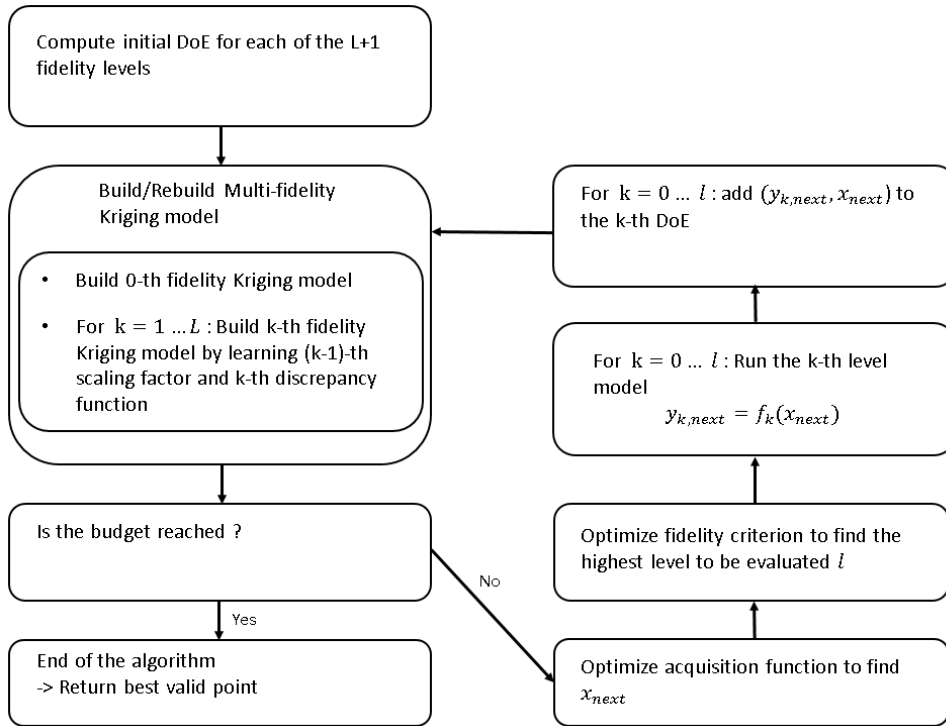 Compute initial DoE for each of the L+1
fidelity levels
Build/Rebuild Multi-fidelity
Kriging model
• Build 0-th fidelity Kriging model
• For k = 1 ... L : Build k-th fidelity
Kriging model by learning (k-1)-th
scaling factor and k-th discrepancy
function
Is the budget reached ?
Yes
No
End of the algorithm
-> Return best valid point
Optimize acquisition function to find
x_{next}
Optimize fidelity criterion to find the
highest level to be evaluated l
For k = 0 ... l : Run the k-th level
model
y_{k,next} = f_k(x_{next})
For k = 0 ... l : add (y_{k,next}, x_{next}) to
the k-th DoE